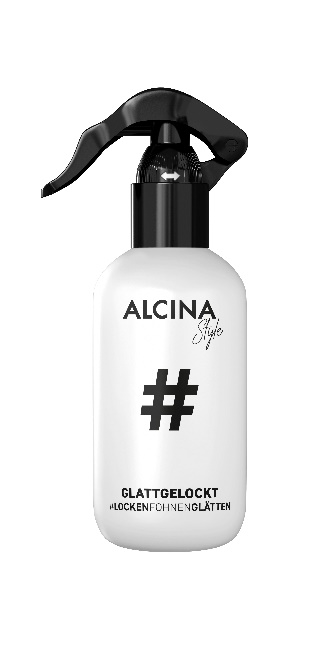 ALCINA
Style
#
GLATTGELOCKT
#LOCKENFÖHNENGLÄTTEN